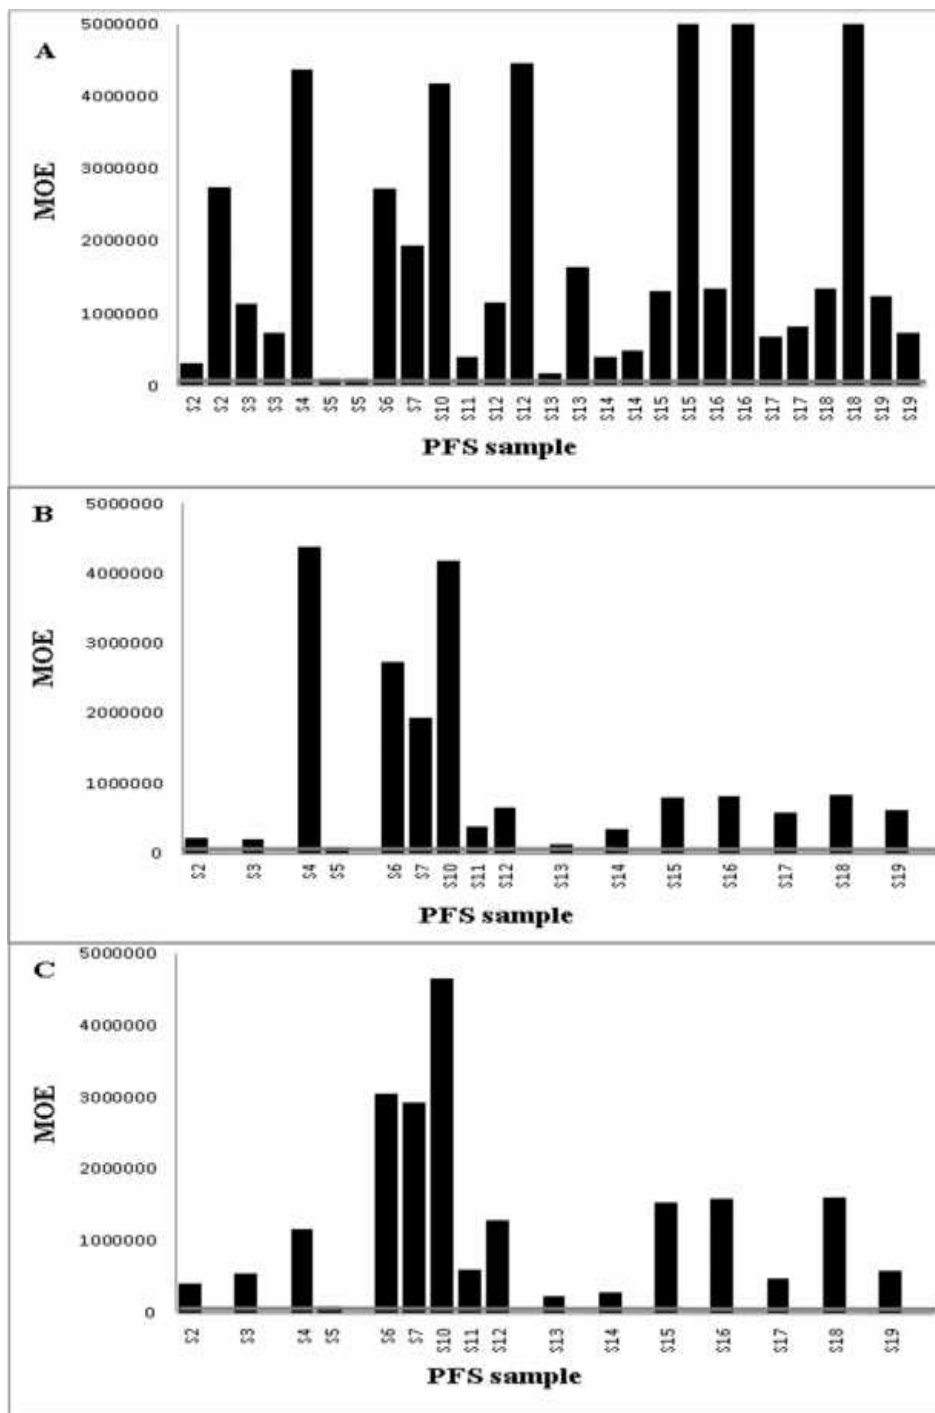 A
5000000
4000000
3000000
2000000
1000000
0
MOE
S2 S2 S3 S3 S4 S5 S5 S6 S7 S10 S11 S12 S12 S13 S13 S14 S14 S15 S15 S16 S16 S17 S17 S18 S18 S19 S19
PFS sample
B
5000000
4000000
3000000
2000000
1000000
0
MOE
S2 S3 S4 S5 S6 S7 S10 S11 S12 S13 S14 S15 S16 S17 S18 S19
PFS sample
C
5000000
4000000
3000000
2000000
1000000
0
MOE
S2 S3 S4 S5 S6 S7 S10 S11 S12 S13 S14 S15 S16 S17 S18 S19
PFS sample